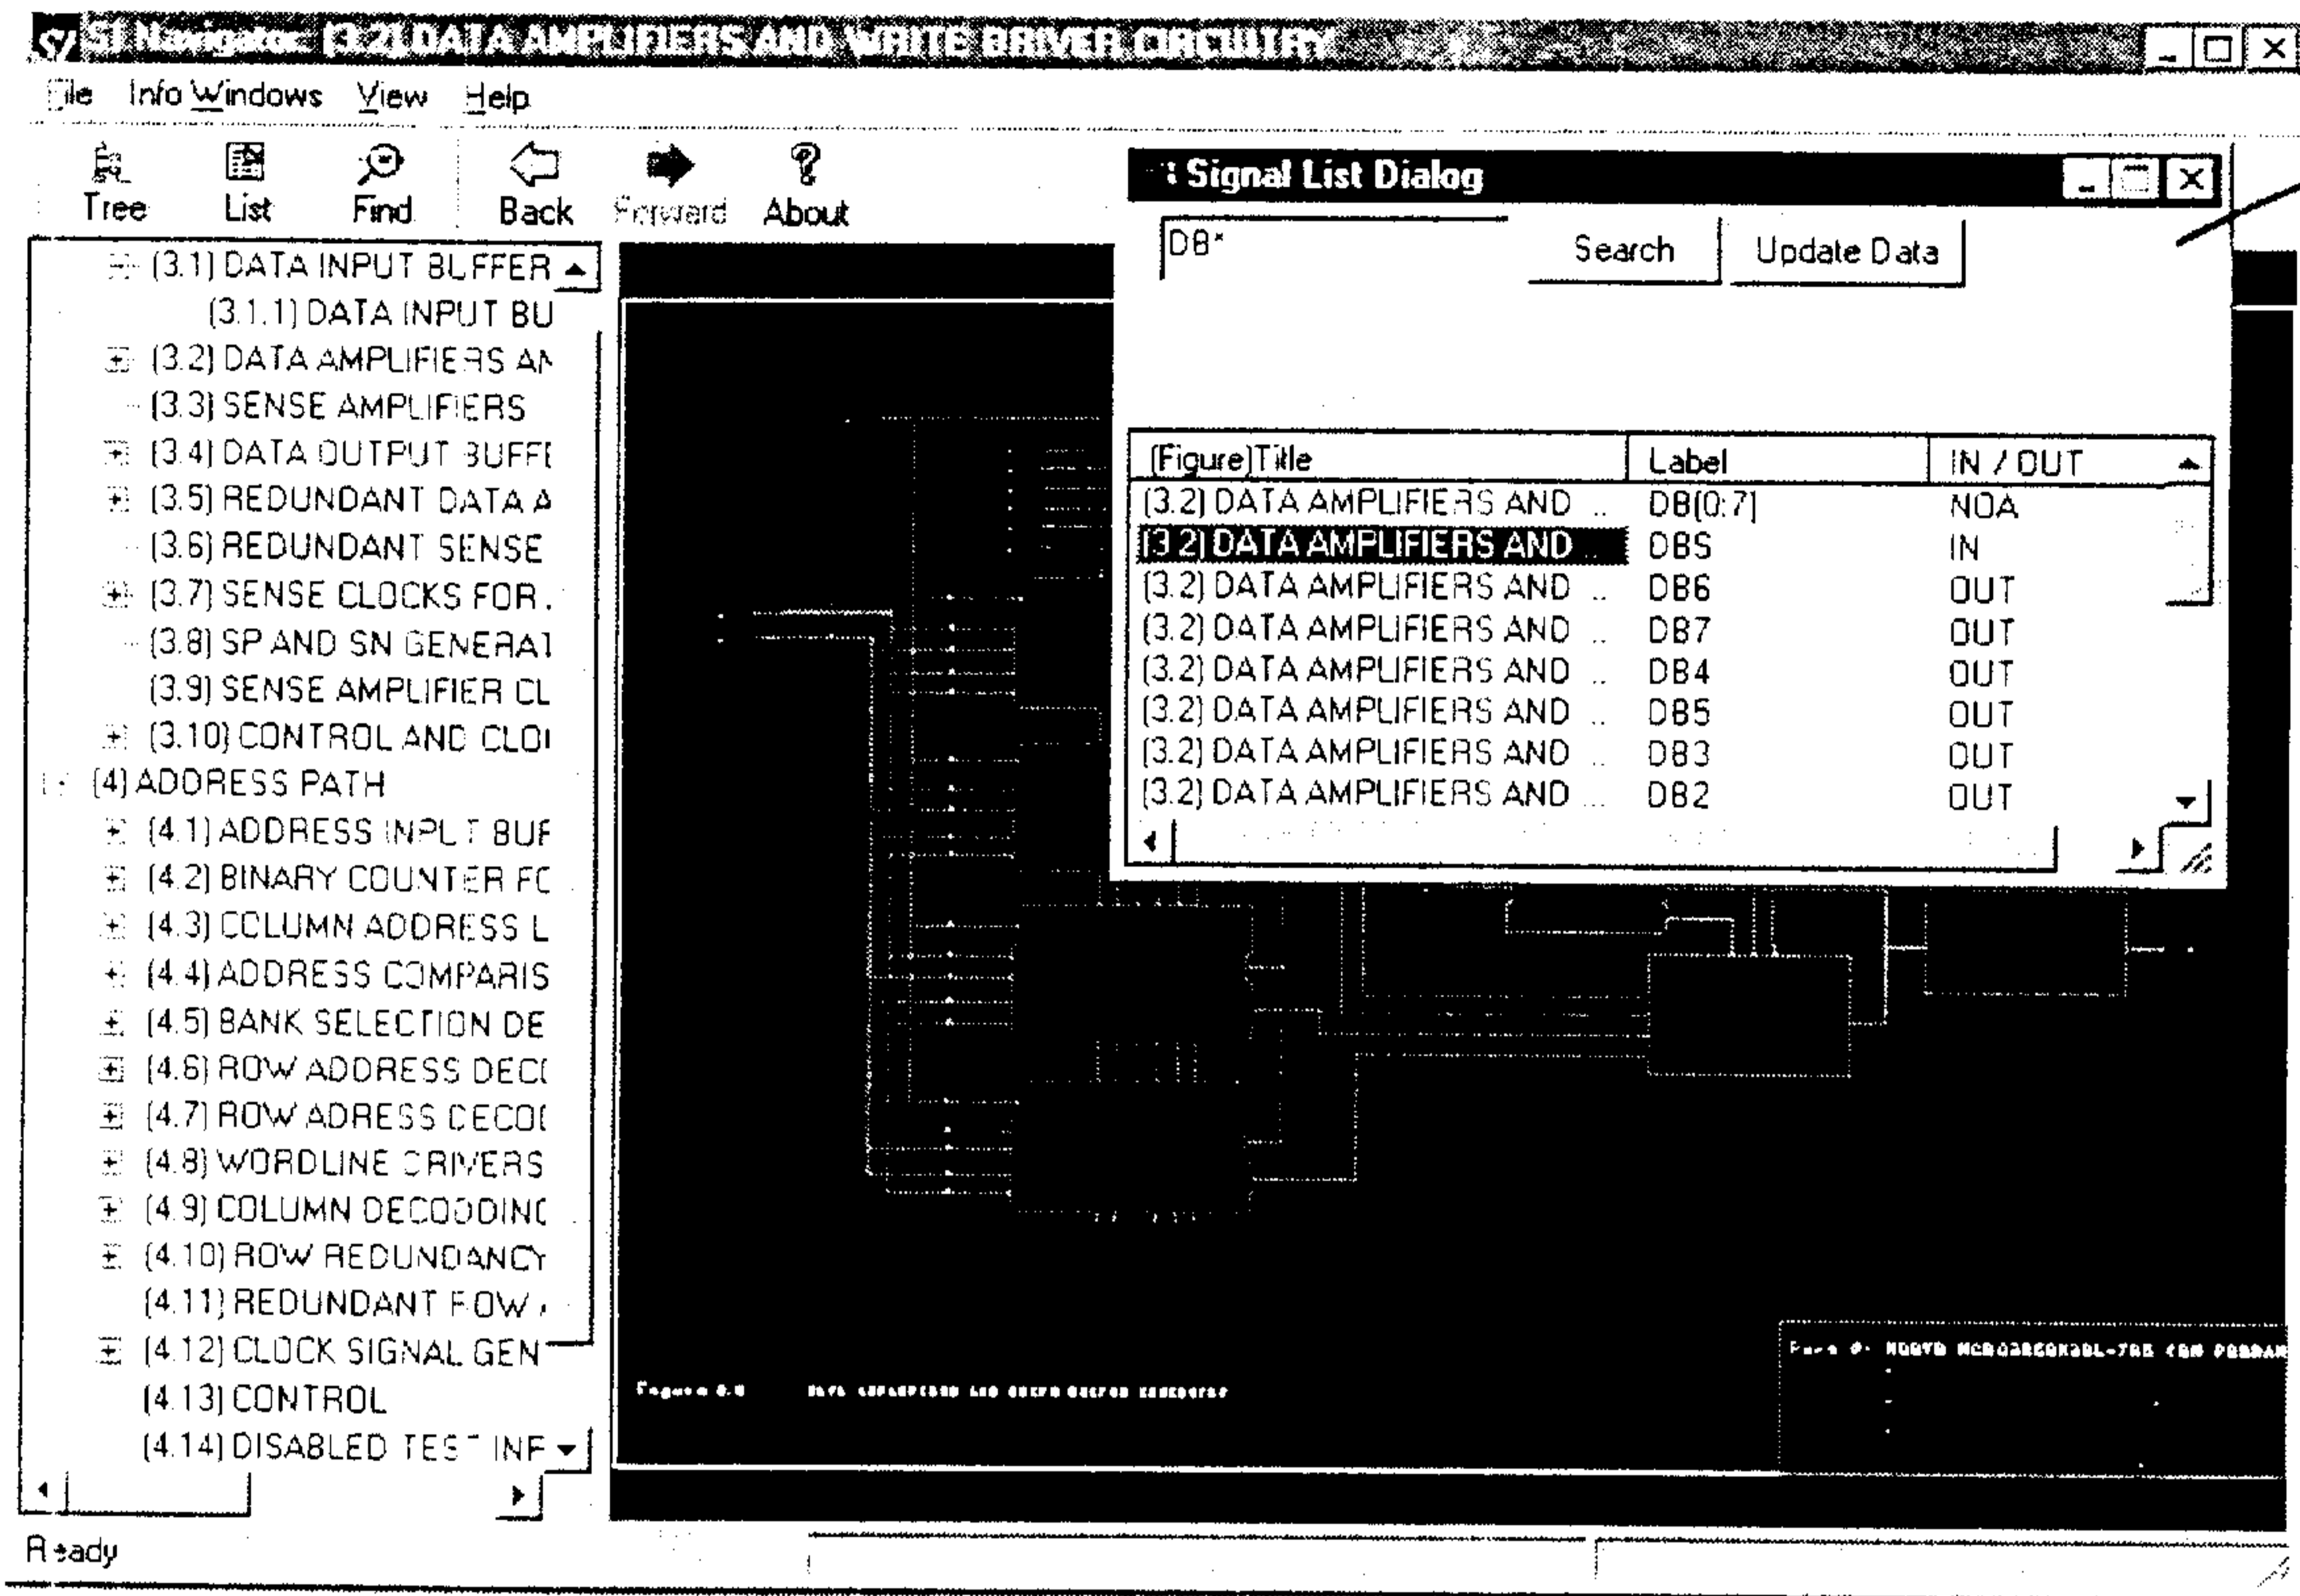 SI Navigator: (3.2) DATA AMPLIFIERS AND WRITE DRIVER CIRCUITRY
File Info Windows View Help
Tree List Find Back Forward About
(3.1) DATA INPUT BUFFER
(3.1.1) DATA INPUT BU
(3.2) DATA AMPLIFIERS AN
(3.3) SENSE AMPLIFIERS
(3.4) DATA OUTPUT BUFFE
(3.5) REDUNDANT DATA A
(3.6) REDUNDANT SENSE
(3.7) SENSE CLOCKS FOR
(3.8) SP AND SN GENERAT
(3.9) SENSE AMPLIFIER CL
(3.10) CONTROL AND CLO
(4) ADDRESS PATH
(4.1) ADDRESS INPUT BUF
(4.2) BINARY COUNTER FO
(4.3) COLUMN ADDRESS L
(4.4) ADDRESS COMPARIS
(4.5) BANK SELECTION DE
(4.6) ROW ADDRESS DEC
(4.7) ROW ADRESS DECO
(4.8) WORDLINE DRIVERS
(4.9) COLUMN DECODDING
(4.10) ROW REDUNDANCY
(4.11) REDUNDANT ROW
(4.12) CLOCK SIGNAL GEN
(4.13) CONTROL
(4.14) DISABLED TEST INP
Signal List Dialog
DB* Search Update Data
(Figure)Title Label IN / OUT
(3.2) DATA AMPLIFIERS AND ... DB[0:7] NOA
(3.2) DATA AMPLIFIERS AND ... DBS IN
(3.2) DATA AMPLIFIERS AND ... DB6 OUT
(3.2) DATA AMPLIFIERS AND ... DB7 OUT
(3.2) DATA AMPLIFIERS AND ... DB4 OUT
(3.2) DATA AMPLIFIERS AND ... DB5 OUT
(3.2) DATA AMPLIFIERS AND ... DB3 OUT
(3.2) DATA AMPLIFIERS AND ... DB2 OUT
Ready